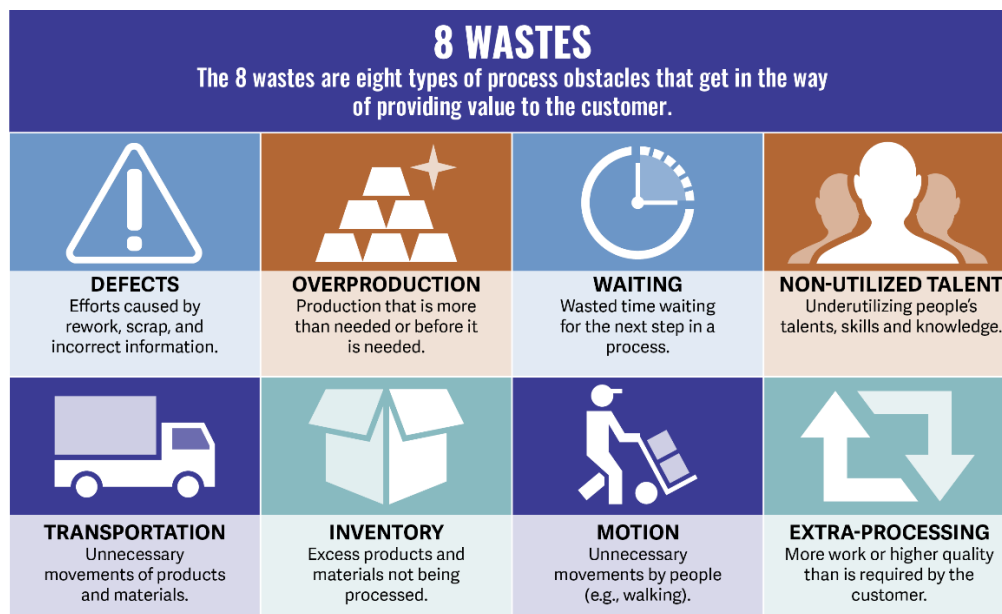 8 WASTES
The 8 wastes are eight types of process obstacles that get in the way
of providing value to the customer.
DEFECTS
Efforts caused by
rework, scrap, and
incorrect information.
OVERPRODUCTION
Production that is more
than needed or before it
is needed.
WAITING
Wasted time waiting
for the next step in a
process.
NON-UTILIZED TALENT
Underutilizing people's
talents, skills and knowledge.
TRANSPORTATION
Unnecessary
movements of products
and materials.
INVENTORY
Excess products and
materials not being
processed.
MOTION
Unnecessary
movements by people
(e.g., walking).
EXTRA-PROCESSING
More work or higher quality
than is required by the
customer.